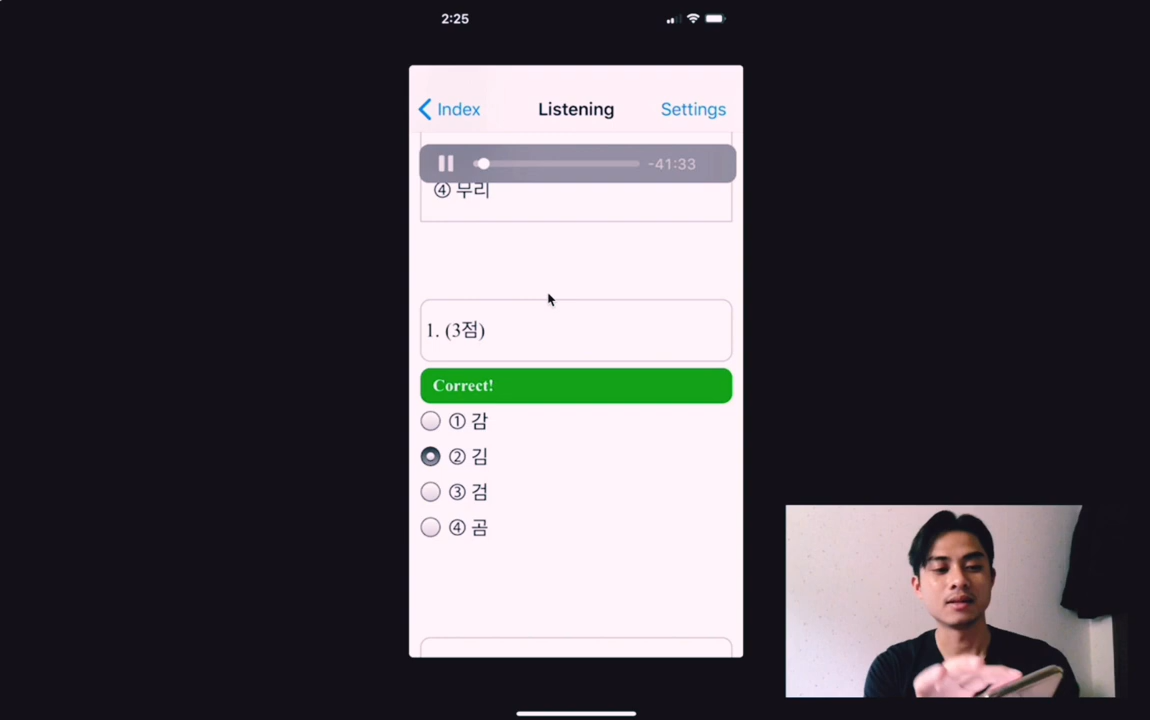 2:25
Index Listening Settings
-41:33
④ 무리
1. (3점)
Correct!
① 감
② 김
③ 검
④ 곰